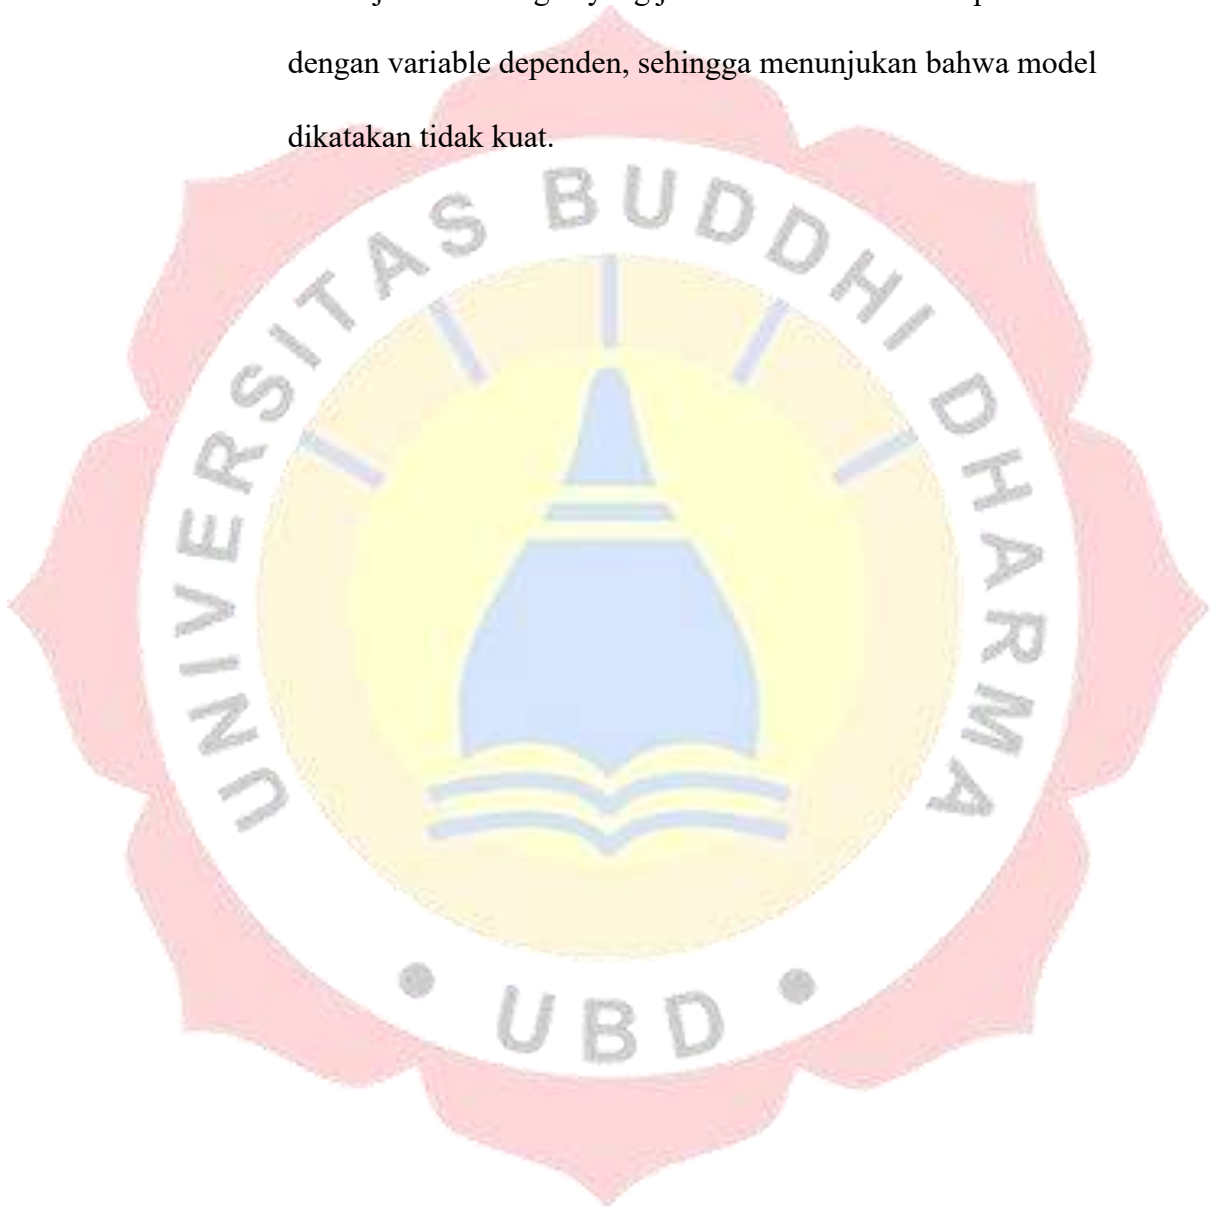 dengan variable dependen, sehingga menunjukan bahwa model
dikatakan tidak kuat.
UNIVERSITAS BUDDHI DHARMA
• UBD •